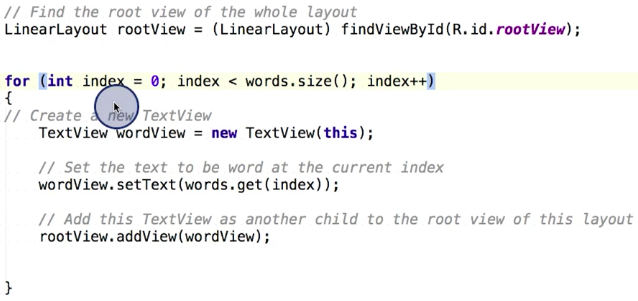 // Find the root view of the whole layout
LinearLayout rootView = (LinearLayout) findViewById(R.id.rootView);
for (int index = 0; index < words.size(); index++)
{
// Create a new TextView
TextView wordView = new TextView(this);
// Set the text to be word at the current index
wordView.setText(words.get(index));
// Add this TextView as another child to the root view of this layout
rootView.addView(wordView);
}